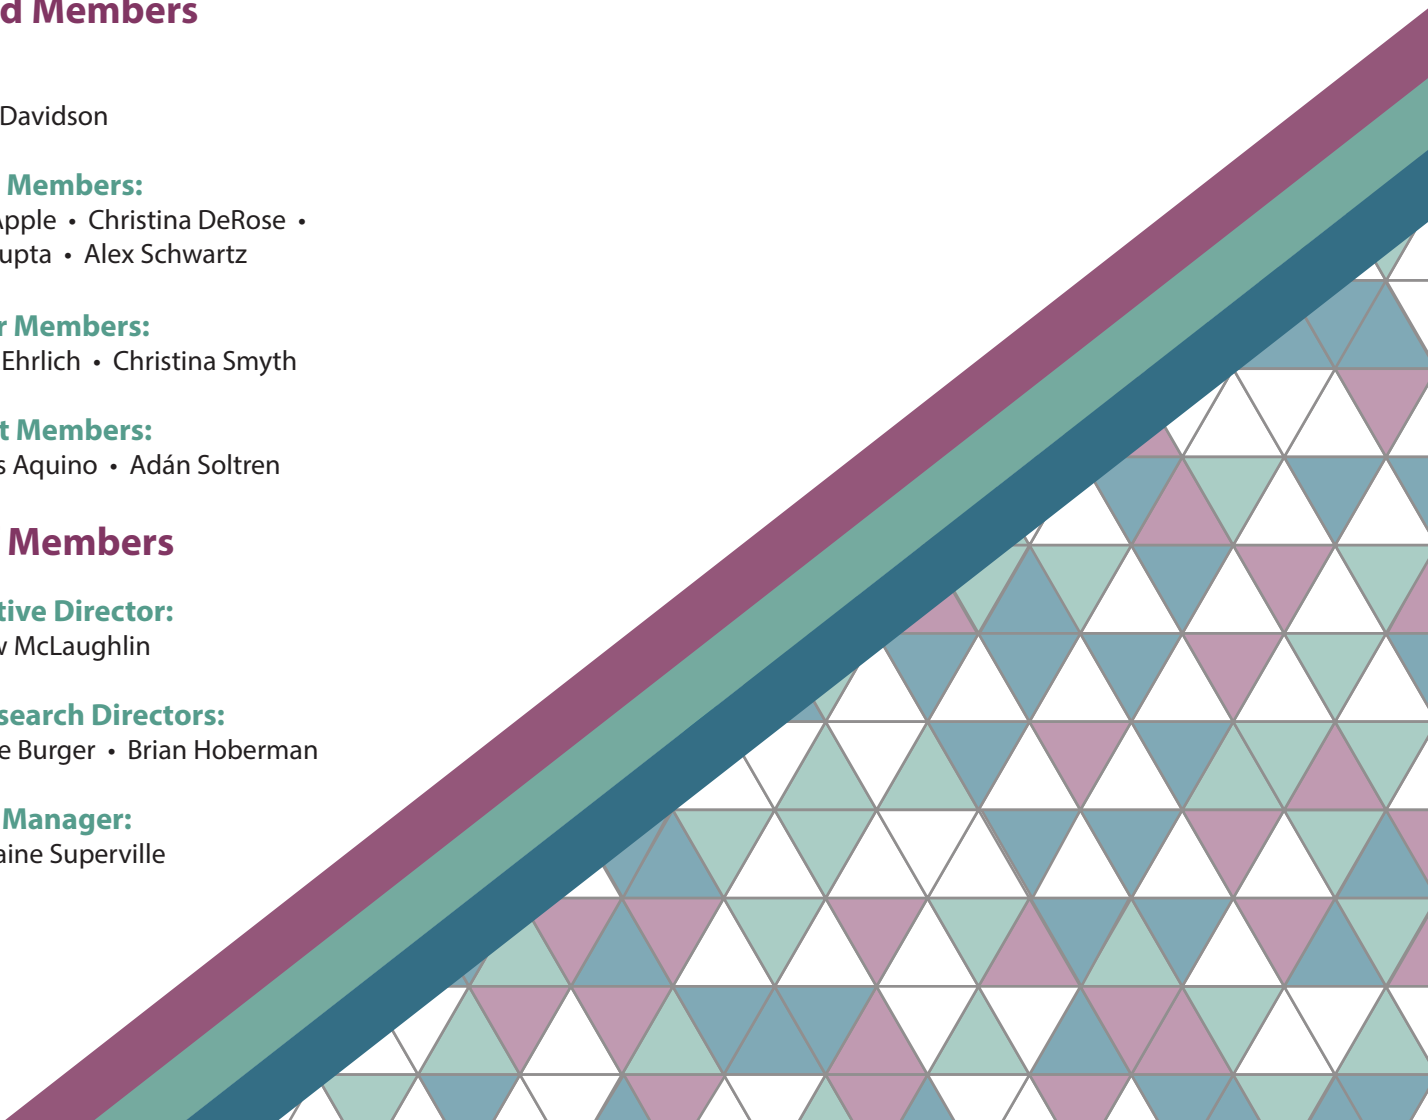 d Members
Davidson
Members:
Apple • Christina DeRose •
upta • Alex Schwartz
r Members:
Ehrlich • Christina Smyth
t Members:
s Aquino • Adán Soltren
Members
tive Director:
w McLaughlin
search Directors:
e Burger • Brian Hoberman
Manager:
aine Superville